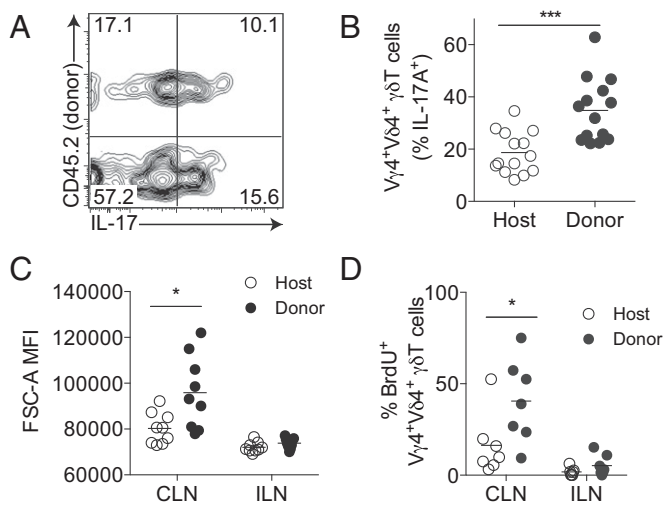 A
17.1 10.1
CD45.2 (donor)
57.2 15.6
IL-17
B
***
Vγ4⁺Vδ4⁺ γδT cells
(% IL-17A⁺)
60
40
20
0
Host Donor
C
Host
Donor
*
FSC-A MFI
140000
120000
100000
80000
60000
CLN ILN
D
Host
Donor
*
% BrdU⁺
Vγ4⁺Vδ4⁺ γδT cells
100
50
0
CLN ILN